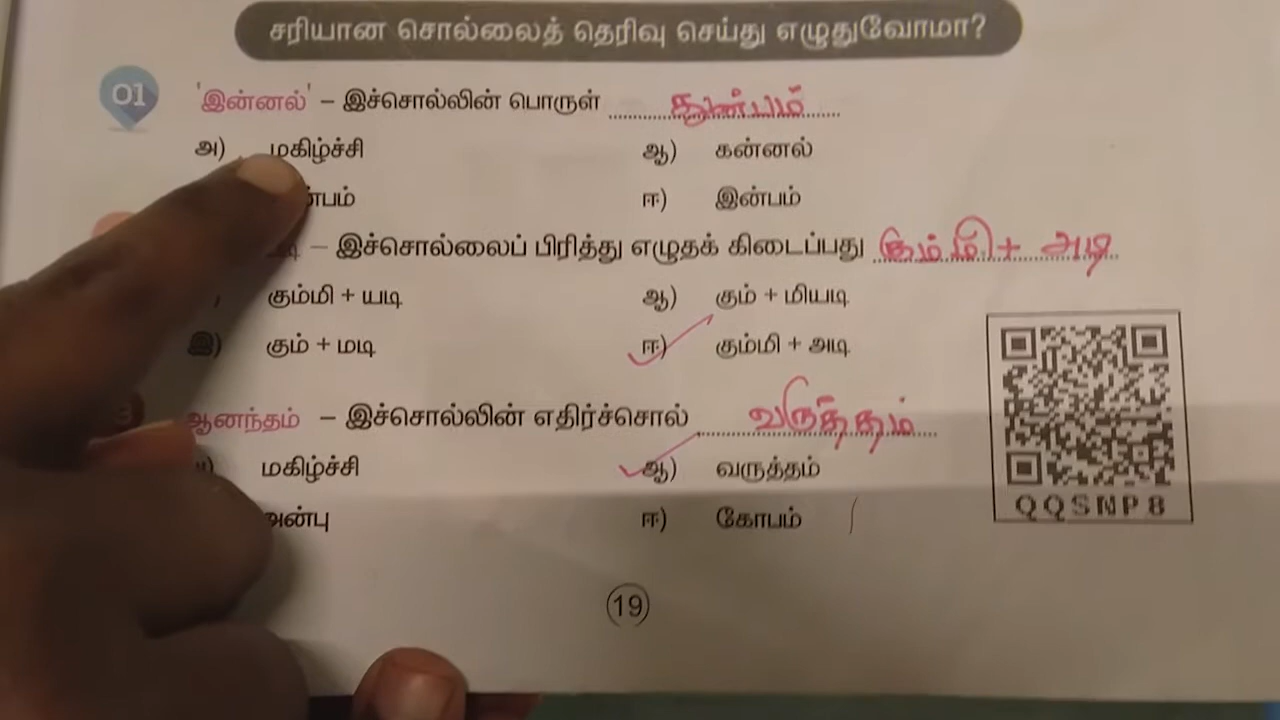 சரியான சொல்லைத் தெரிவு செய்து எழுதுவோமா?
01 'இன்னல்' – இச்சொல்லின் பொருள் துன்பம்
அ) மகிழ்ச்சி ஆ) கன்னல்
ஈ) இன்பம்
– இச்சொல்லைப் பிரித்து எழுதக் கிடைப்பது கும்மி + அடி
கும்மி + யடி ஆ) கும் + மியடி
இ) கும் + மடி ஈ) கும்மி + அடி
ஆனந்தம் – இச்சொல்லின் எதிர்ச்சொல் வருத்தம்
மகிழ்ச்சி ஆ) வருத்தம்
அன்பு ஈ) கோபம்
QQSNP8
19